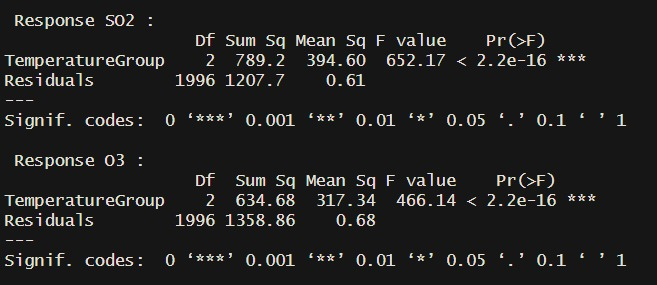 Response SO2 :
Df Sum Sq Mean Sq F value Pr(>F)
TemperatureGroup 2 789.2 394.60 652.17 < 2.2e-16 ***
Residuals 1996 1207.7 0.61
---
Signif. codes: 0 ‘***’ 0.001 ‘**’ 0.01 ‘*’ 0.05 ‘.’ 0.1 ‘ ’ 1
Response O3 :
Df Sum Sq Mean Sq F value Pr(>F)
TemperatureGroup 2 634.68 317.34 466.14 < 2.2e-16 ***
Residuals 1996 1358.86 0.68
---
Signif. codes: 0 ‘***’ 0.001 ‘**’ 0.01 ‘*’ 0.05 ‘.’ 0.1 ‘ ’ 1